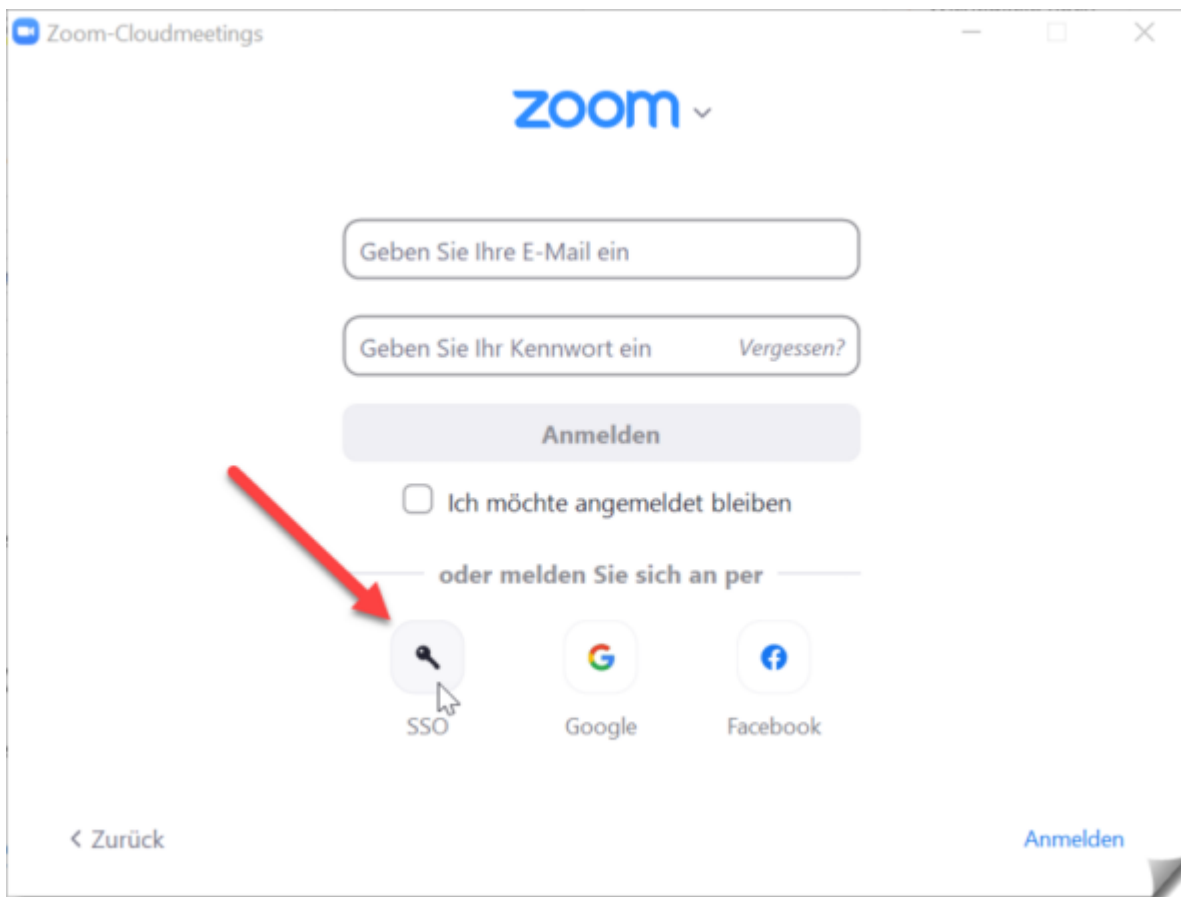 Zoom-Cloudmeetings
zoom
Geben Sie Ihre E-Mail ein
Geben Sie Ihr Kennwort ein Vergessen?
Anmelden
Ich möchte angemeldet bleiben
oder melden Sie sich an per
SSO Google Facebook
Zurück Anmelden